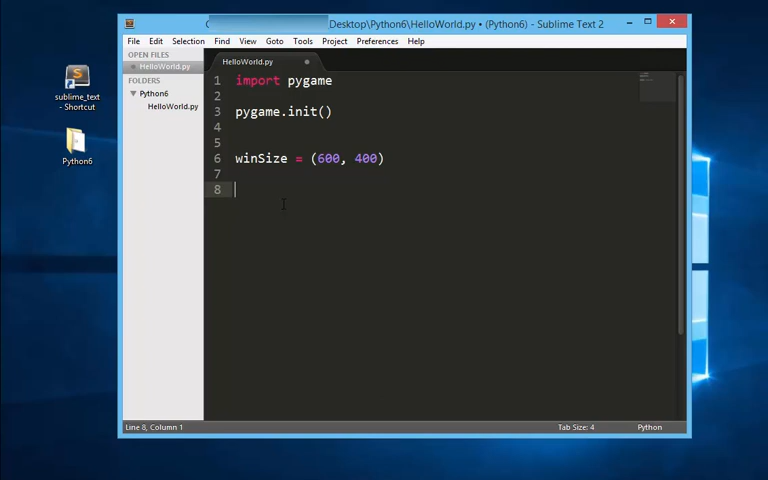 Desktop\Python6\HelloWorld.py • (Python6) - Sublime Text 2
File Edit Selection Find View Goto Tools Project Preferences Help
OPEN FILES
HelloWorld.py
FOLDERS
Python6
HelloWorld.py
HelloWorld.py
1 import pygame
2
3 pygame.init()
4
5
6 winSize = (600, 400)
7
8
Line 8, Column 1
Tab Size: 4
Python
sublime_text
- Shortcut
Python6